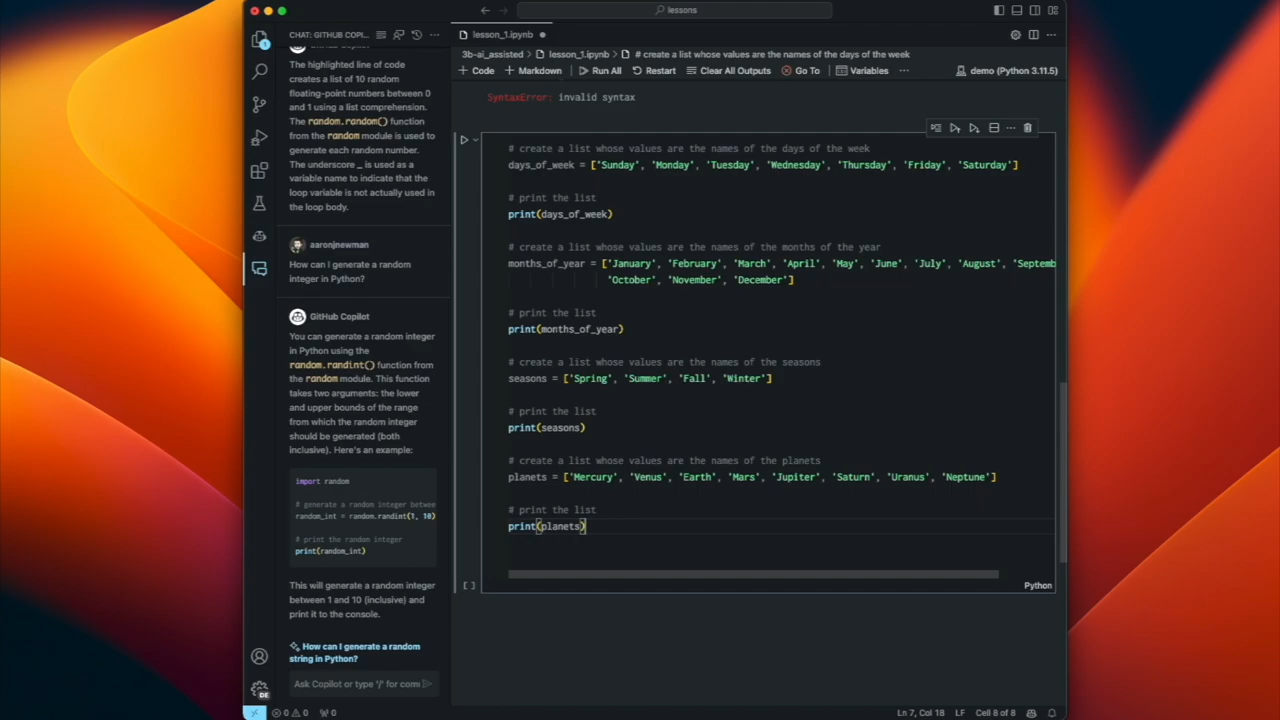 lessons
CHAT: GITHUB COPI...
The highlighted line of code
creates a list of 10 random
floating-point numbers between 0
and 1 using a list comprehension.
The random.random() function
from the random module is used to
generate each random number.
The underscore _ is used as a
variable name to indicate that the
loop variable is not actually used in
the loop body.
aaronjnewman
How can I generate a random
integer in Python?
GitHub Copilot
You can generate a random integer
in Python using the
random.randint() function from
the random module. This function
takes two arguments: the lower
and upper bounds of the range
from which the random integer
should be generated (both
inclusive). Here's an example:
import random
# generate a random integer betwee
random_int = random.randint(1, 10)
# print the random integer
print(random_int)
This will generate a random integer
between 1 and 10 (inclusive) and
print it to the console.
How can I generate a random
string in Python?
Ask Copilot or type '/' for com
lesson_1.ipynb
3b-ai_assisted > lesson_1.ipynb > # create a list whose values are the names of the days of the week
+ Code + Markdown Run All Restart Clear All Outputs Go To Variables ... demo (Python 3.11.5)
SyntaxError: invalid syntax
# create a list whose values are the names of the days of the week
days_of_week = ['Sunday', 'Monday', 'Tuesday', 'Wednesday', 'Thursday', 'Friday', 'Saturday']
# print the list
print(days_of_week)
# create a list whose values are the names of the months of the year
months_of_year = ['January', 'February', 'March', 'April', 'May', 'June', 'July', 'August', 'Septemb
'October', 'November', 'December']
# print the list
print(months_of_year)
# create a list whose values are the names of the seasons
seasons = ['Spring', 'Summer', 'Fall', 'Winter']
# print the list
print(seasons)
# create a list whose values are the names of the planets
planets = ['Mercury', 'Venus', 'Earth', 'Mars', 'Jupiter', 'Saturn', 'Uranus', 'Neptune']
# print the list
print(planets)
[ ] Python
DE
0 0 0 Ln 7, Col 18 LF Cell 8 of 8